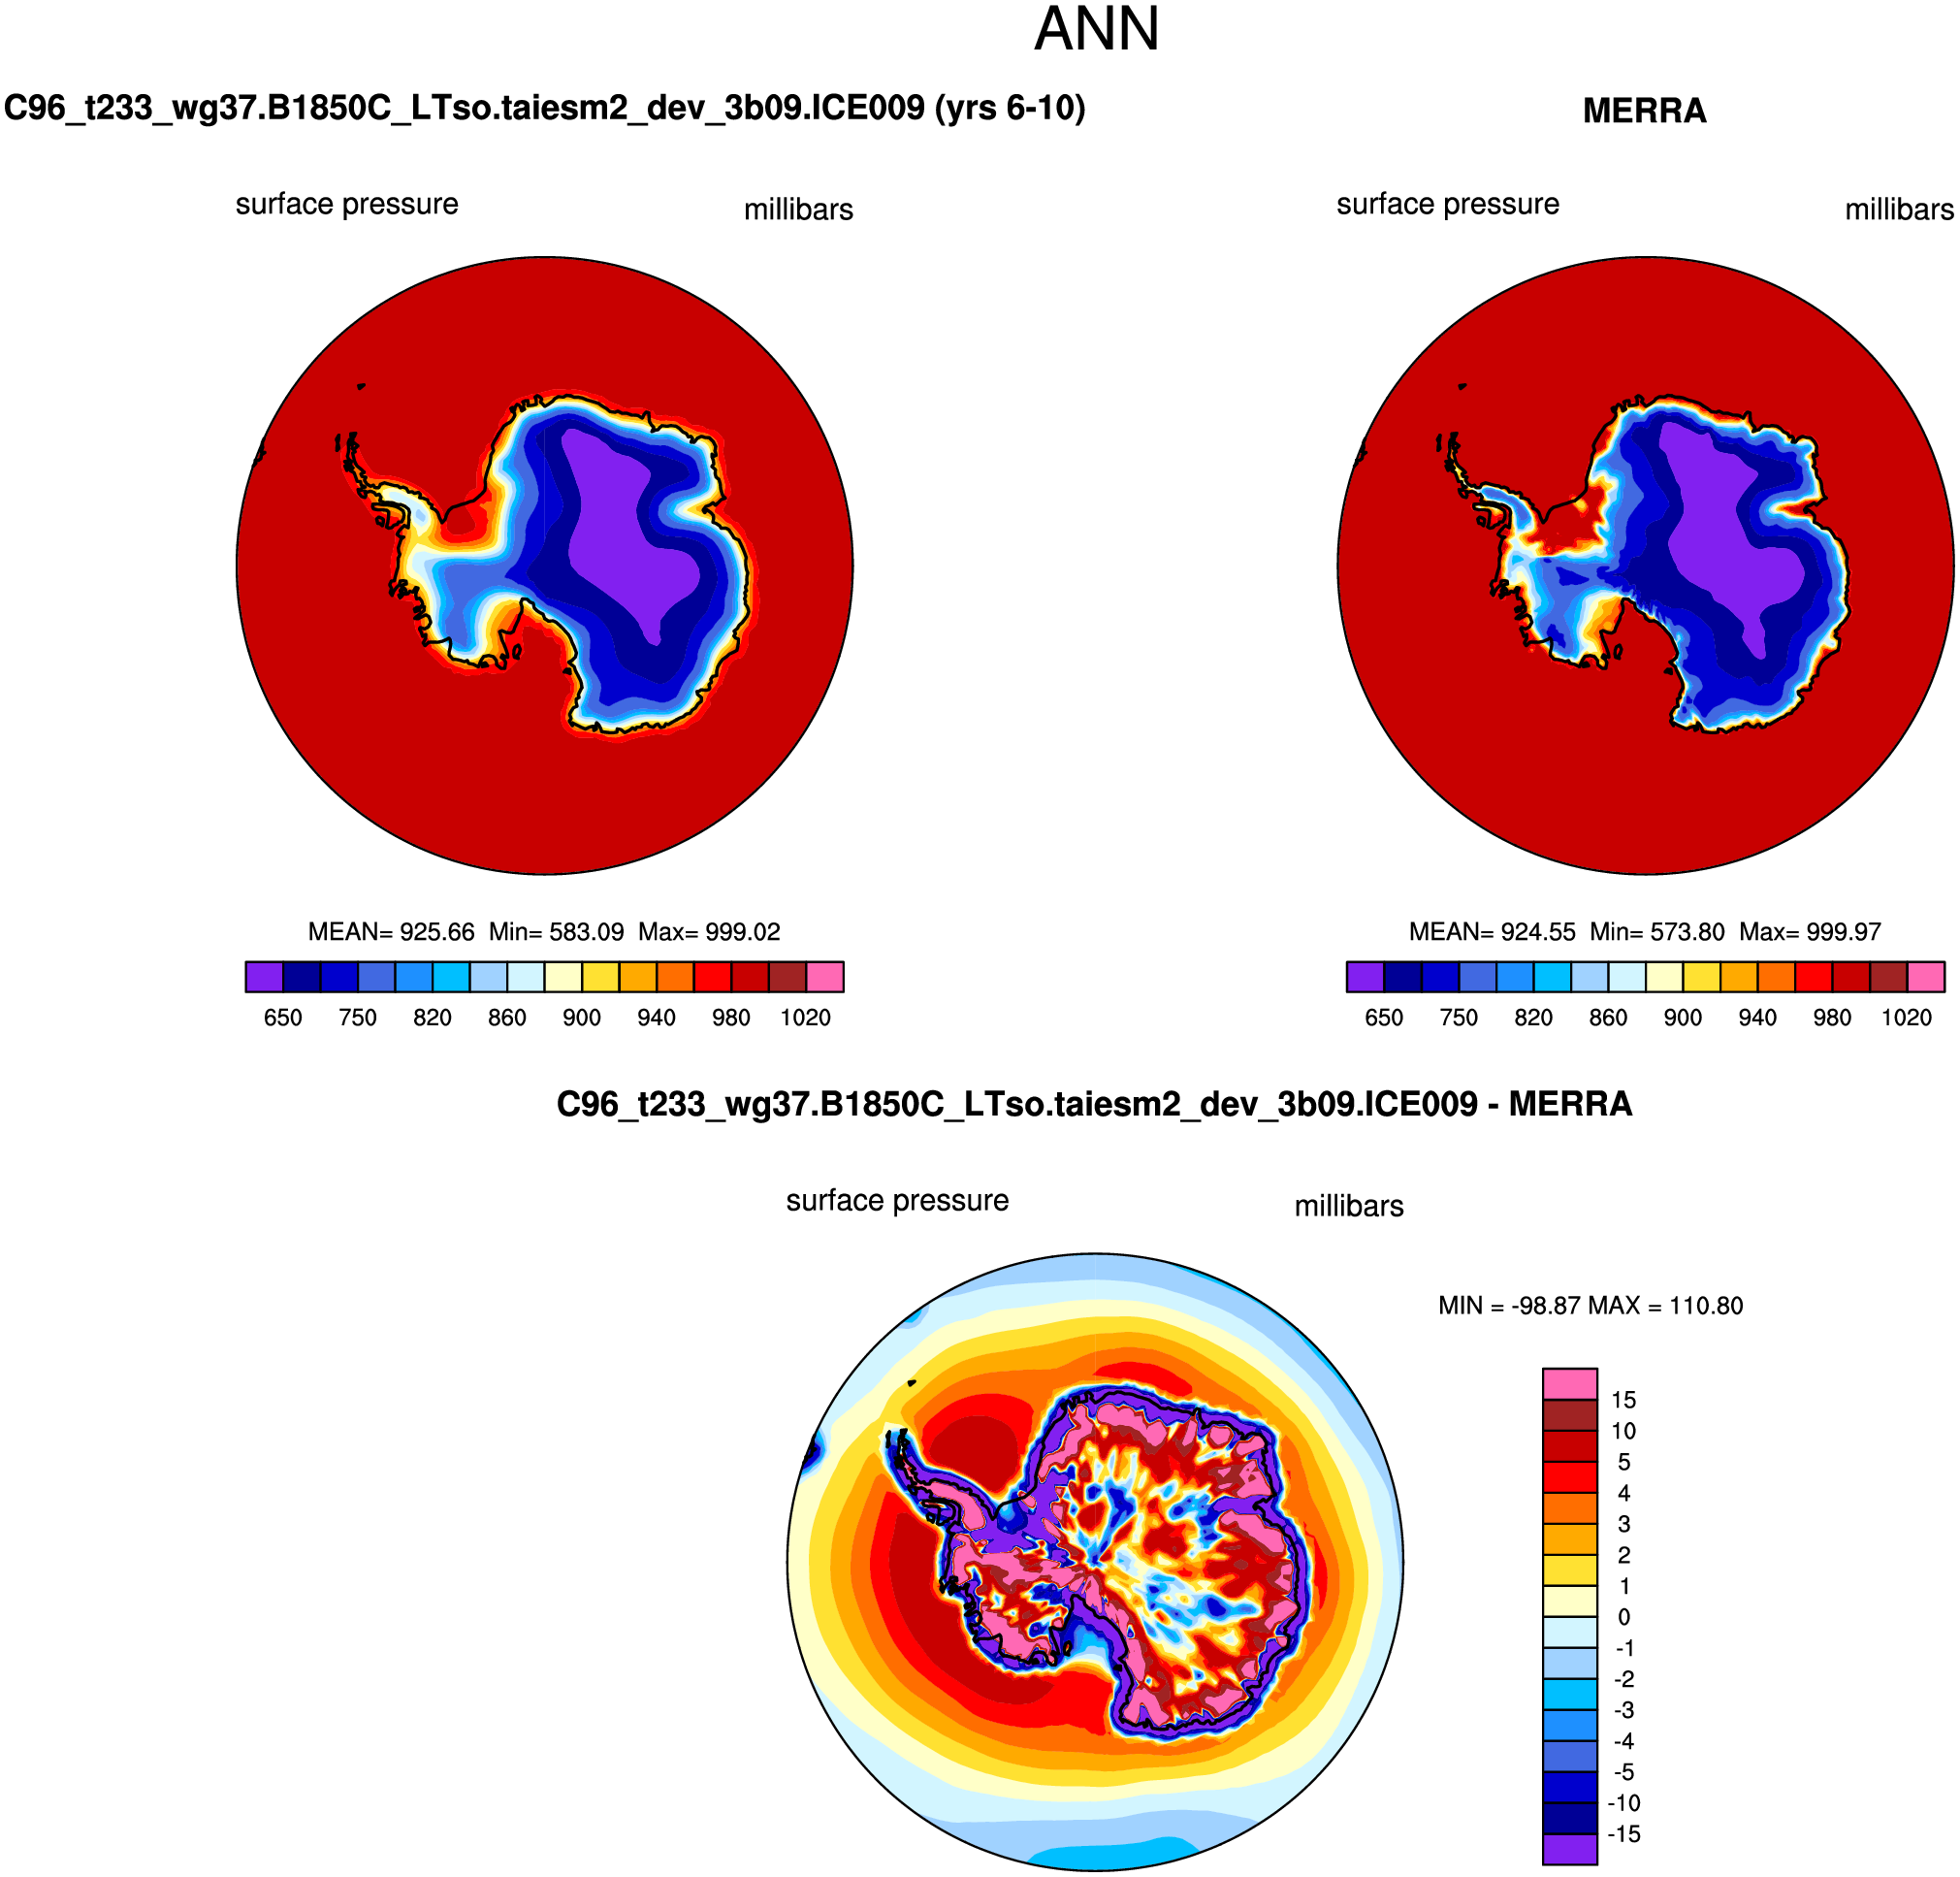 ANN
C96_t233_wg37.B1850C_LTso.taiesm2_dev_3b09.ICE009 (yrs 6-10)
MERRA
surface pressure millibars
surface pressure millibars
MEAN= 925.66 Min= 583.09 Max= 999.02
650 750 820 860 900 940 980 1020
MEAN= 924.55 Min= 573.80 Max= 999.97
650 750 820 860 900 940 980 1020
C96_t233_wg37.B1850C_LTso.taiesm2_dev_3b09.ICE009 - MERRA
surface pressure millibars
MIN = -98.87 MAX = 110.80
15
10
5
4
3
2
1
0
-1
-2
-3
-4
-5
-10
-15